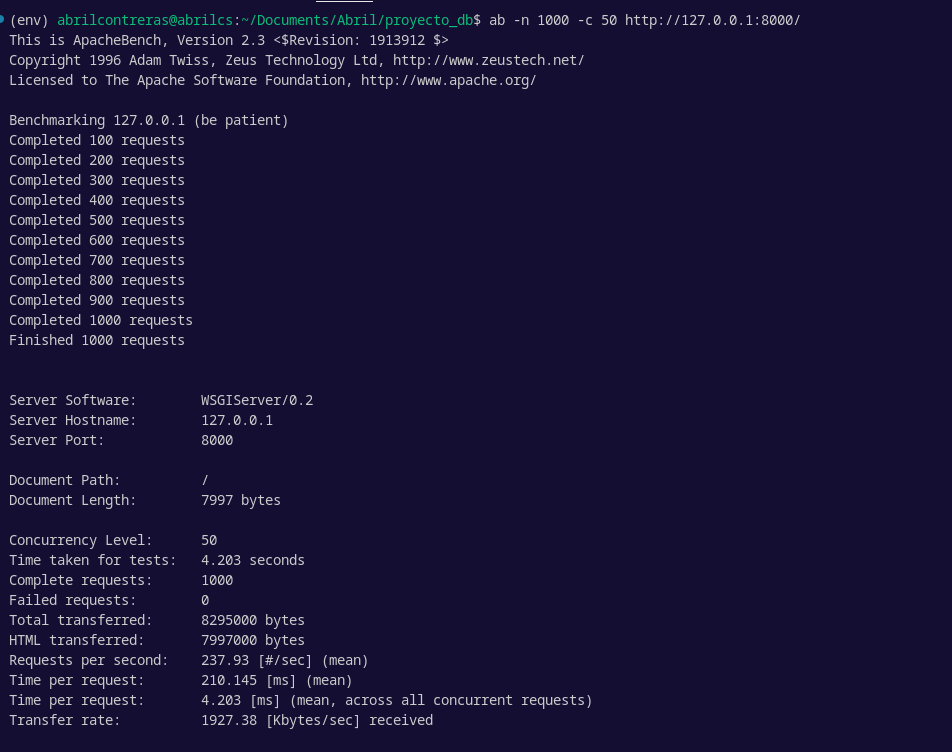 (env) abrilcontreras@abrilcs:~/Documents/Abril/proyecto_db$ ab -n 1000 -c 50 http://127.0.0.1:8000/
This is ApacheBench, Version 2.3 <$Revision: 1913912 $>
Copyright 1996 Adam Twiss, Zeus Technology Ltd, http://www.zeustech.net/
Licensed to The Apache Software Foundation, http://www.apache.org/

Benchmarking 127.0.0.1 (be patient)
Completed 100 requests
Completed 200 requests
Completed 300 requests
Completed 400 requests
Completed 500 requests
Completed 600 requests
Completed 700 requests
Completed 800 requests
Completed 900 requests
Completed 1000 requests
Finished 1000 requests


Server Software:        WSGIServer/0.2
Server Hostname:        127.0.0.1
Server Port:            8000

Document Path:          /
Document Length:        7997 bytes

Concurrency Level:      50
Time taken for tests:   4.203 seconds
Complete requests:      1000
Failed requests:        0
Total transferred:      8295000 bytes
HTML transferred:       7997000 bytes
Requests per second:    237.93 [#/sec] (mean)
Time per request:       210.145 [ms] (mean)
Time per request:       4.203 [ms] (mean, across all concurrent requests)
Transfer rate:          1927.38 [Kbytes/sec] received